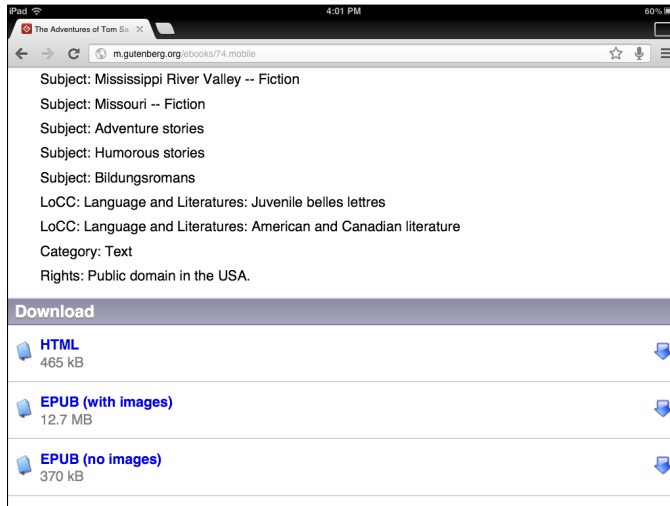 iPad 4:01 PM 60%
The Adventures of Tom Sa
m.gutenberg.org/ebooks/74.mobile
Subject: Mississippi River Valley -- Fiction
Subject: Missouri -- Fiction
Subject: Adventure stories
Subject: Humorous stories
Subject: Bildungsromans
LoCC: Language and Literatures: Juvenile belles lettres
LoCC: Language and Literatures: American and Canadian literature
Category: Text
Rights: Public domain in the USA.
Download
HTML
465 kB
EPUB (with images)
12.7 MB
EPUB (no images)
370 kB